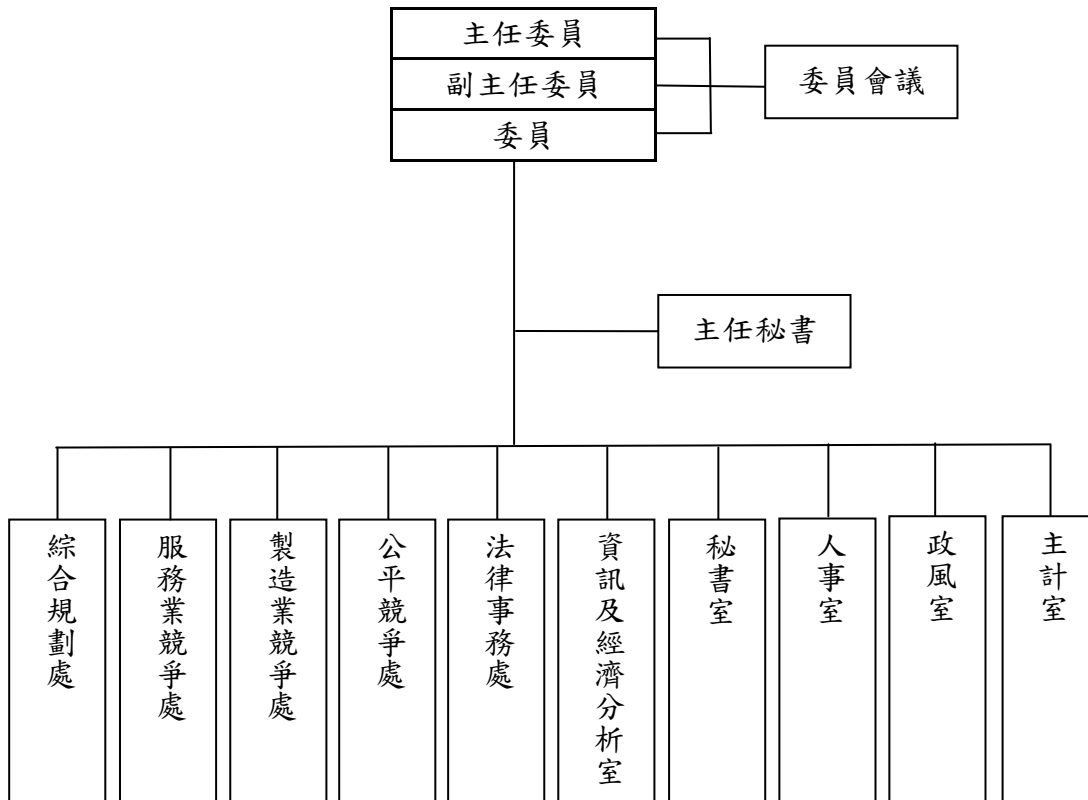 主任委員
副主任委員
委員
委員會議
主任秘書
綜合規劃處
服務業競爭處
製造業競爭處
公平競爭處
法律事務處
資訊及經濟分析室
秘書室
人事室
政風室
主計室